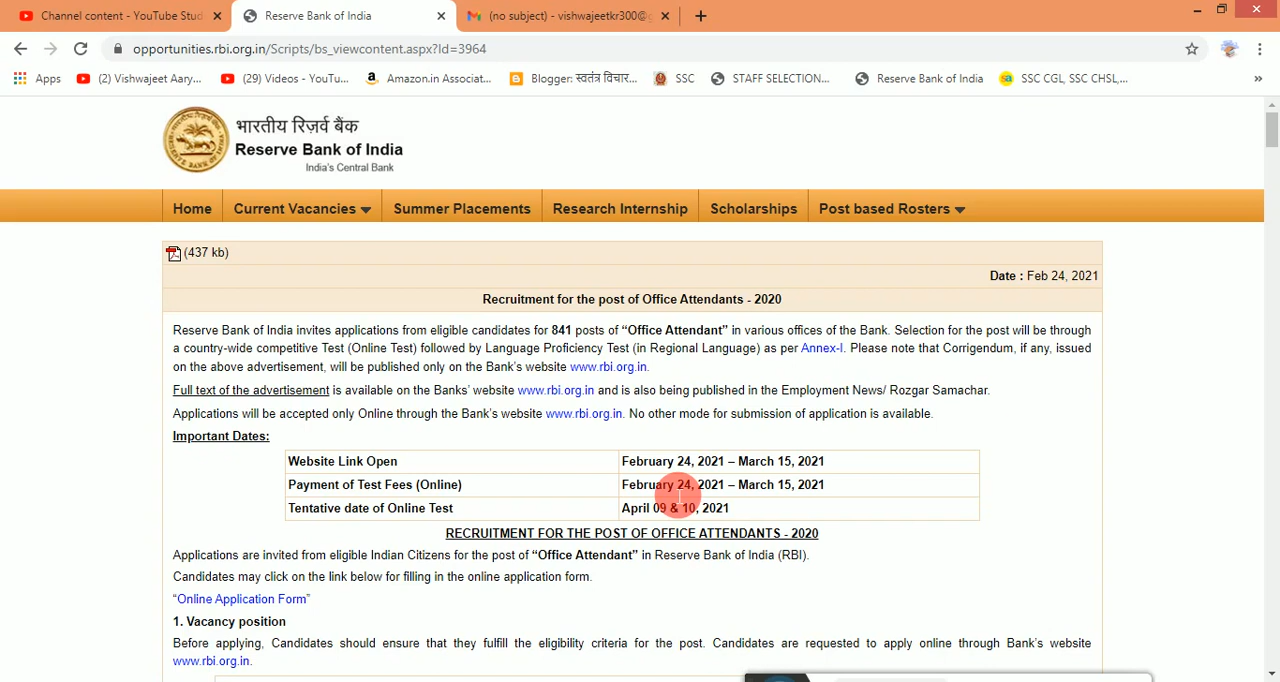 Channel content - YouTube Stud
Reserve Bank of India
(no subject) - vishwajeetkr300@g
opportunities.rbi.org.in/Scripts/bs_viewcontent.aspx?Id=3964
Apps
(2) Vishwajeet Aary...
(29) Videos - YouTu...
Amazon.in Associat...
Blogger: स्वतंत्र विचार...
SSC
STAFF SELECTION...
Reserve Bank of India
SSC CGL, SSC CHSL,...
»
भारतीय रिज़र्व बैंक
Reserve Bank of India
India's Central Bank
Home Current Vacancies Summer Placements Research Internship Scholarships Post based Rosters
(437 kb)
Date : Feb 24, 2021
Recruitment for the post of Office Attendants - 2020
Reserve Bank of India invites applications from eligible candidates for 841 posts of “Office Attendant” in various offices of the Bank. Selection for the post will be through
a country-wide competitive Test (Online Test) followed by Language Proficiency Test (in Regional Language) as per Annex-I. Please note that Corrigendum, if any, issued
on the above advertisement, will be published only on the Bank’s website www.rbi.org.in.
Full text of the advertisement is available on the Banks’ website www.rbi.org.in and is also being published in the Employment News/ Rozgar Samachar.
Applications will be accepted only Online through the Bank’s website www.rbi.org.in. No other mode for submission of application is available.
Important Dates:
Website Link Open February 24, 2021 – March 15, 2021
Payment of Test Fees (Online) February 24, 2021 – March 15, 2021
Tentative date of Online Test April 09 & 10, 2021
RECRUITMENT FOR THE POST OF OFFICE ATTENDANTS - 2020
Applications are invited from eligible Indian Citizens for the post of “Office Attendant” in Reserve Bank of India (RBI).
Candidates may click on the link below for filling in the online application form.
“Online Application Form”
1. Vacancy position
Before applying, Candidates should ensure that they fulfill the eligibility criteria for the post. Candidates are requested to apply online through Bank’s website
www.rbi.org.in.